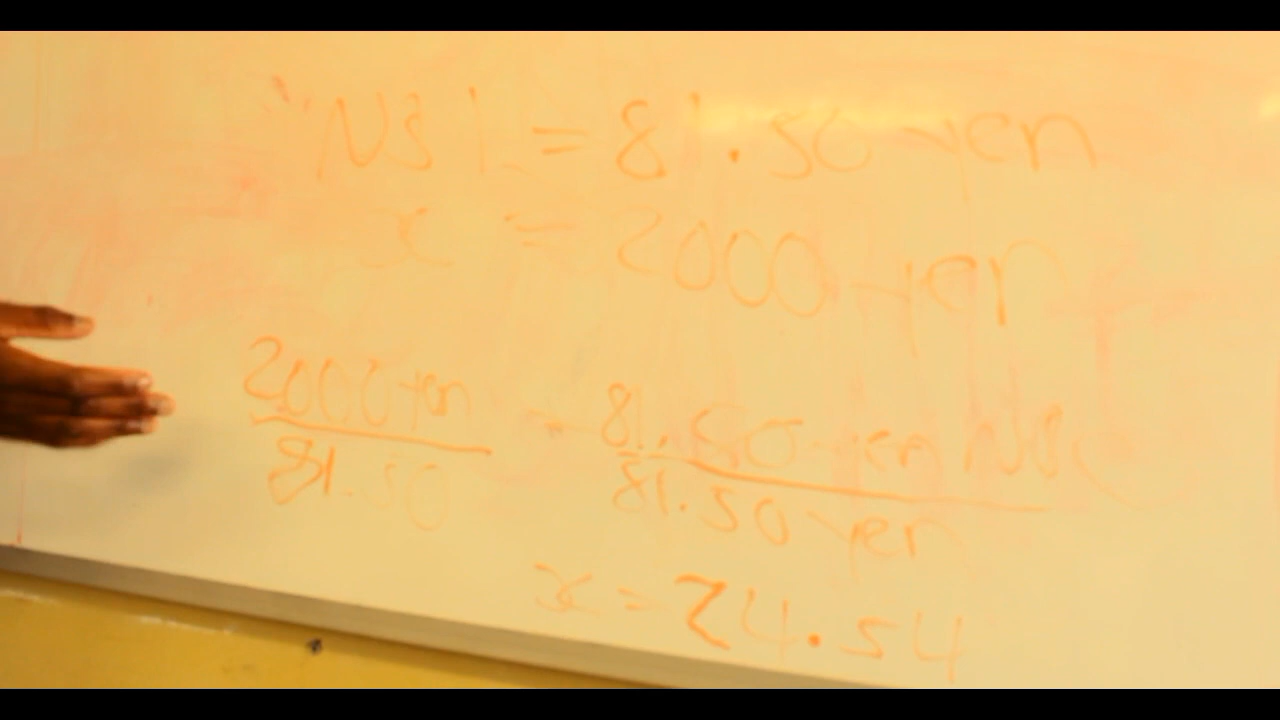 N$ 1 = 81.50 yen
x = 2000 yen
2000 yen = 81.50 yen
81.50 81.50 yen
x = 24.54